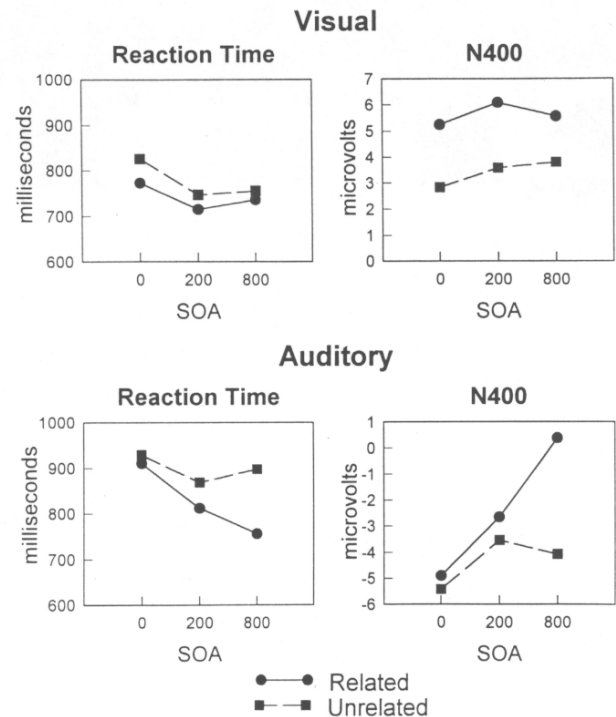 Visual
Reaction Time
N400
milliseconds
1000
900
800
700
600
0 200 800
SOA
microvolts
7
6
5
4
3
2
1
0
0 200 800
SOA
Auditory
Reaction Time
N400
milliseconds
1000
900
800
700
600
0 200 800
SOA
microvolts
1
0
-1
-2
-3
-4
-5
-6
0 200 800
SOA
Related
Unrelated